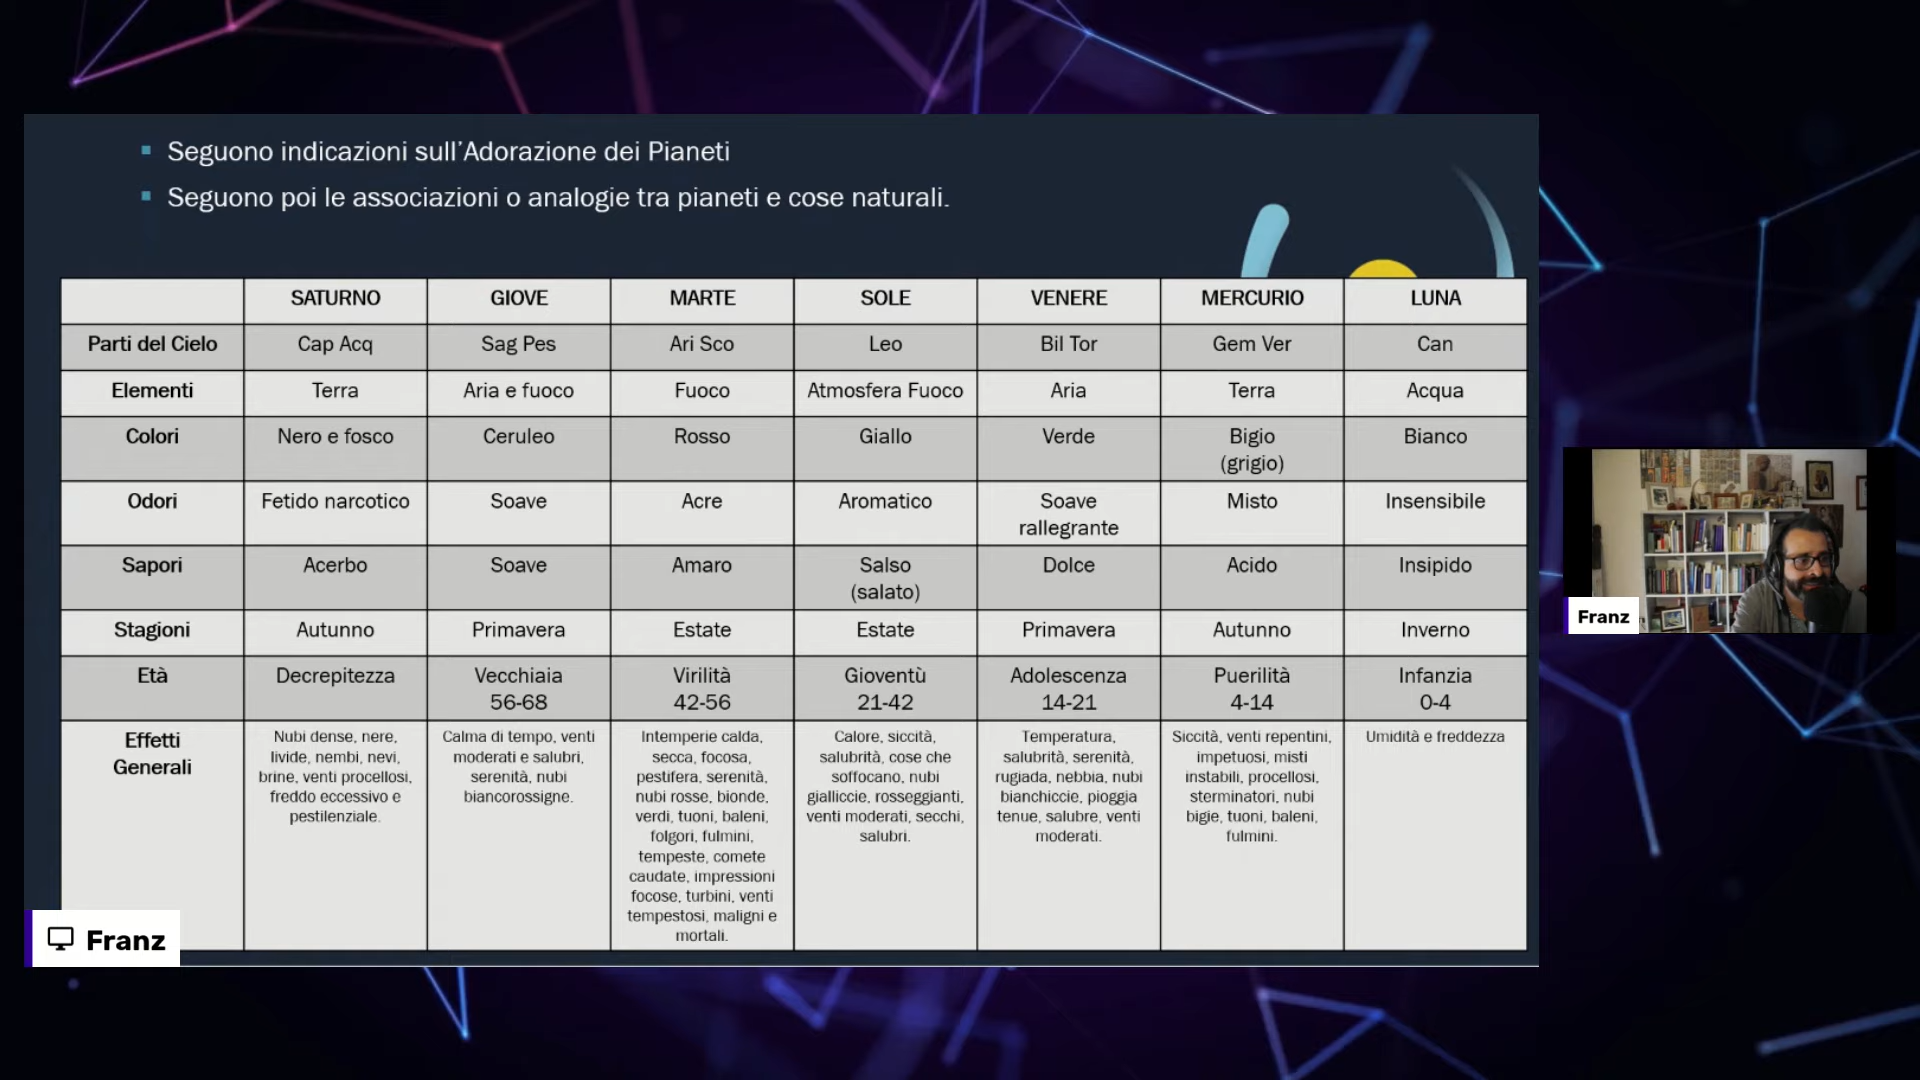 Seguono indicazioni sull'Adorazione dei Pianeti
Seguono poi le associazioni o analogie tra pianeti e cose naturali.
SATURNO GIOVE MARTE SOLE VENERE MERCURIO LUNA
Parti del Cielo Cap Acq Sag Pes Ari Sco Leo Bil Tor Gem Ver Can
Elementi Terra Aria e fuoco Fuoco Atmosfera Fuoco Aria Terra Acqua
Colori Nero e fosco Ceruleo Rosso Giallo Verde Bigio
(grigio)
Bianco
Odori Fetido narcotico Soave Acre Aromatico Soave
rallegrante
Misto Insensibile
Sapori Acerbo Soave Amaro Salso
(salato)
Dolce Acido Insipido
Stagioni Autunno Primavera Estate Estate Primavera Autunno Inverno
Età Decrepitezza Vecchiaia
56-68
Virilità
42-56
Gioventù
21-42
Adolescenza
14-21
Puerilità
4-14
Infanzia
0-4
Effetti
Generali
Nubi dense, nere,
livide, nembi, nevi,
brine, venti procellosi,
freddo eccessivo e
pestilenziale.
Calma di tempo, venti
moderati e salubri,
serenità, nubi
biancorossigne.
Intemperie calda,
secca, focosa,
pestifera, serenità,
nubi rosse, bionde,
verdi, tuoni, baleni,
folgori, fulmini,
tempeste, comete
caudate, impressioni
focose, turbini, venti
tempestosi, maligni e
mortali.
Calore, siccità,
salubrità, cose che
soffocano, nubi
gialliccie, rosseggianti,
venti moderati, secchi,
salubri.
Temperatura,
salubrità, serenità,
rugiada, nebbia, nubi
bianchiccie, pioggia
tenue, salubre, venti
moderati.
Siccità, venti repentini,
impetuosi, misti
instabili, procellosi,
sterminatori, nubi
bigie, tuoni, baleni,
fulmini.
Umidità e freddezza
Franz
Franz